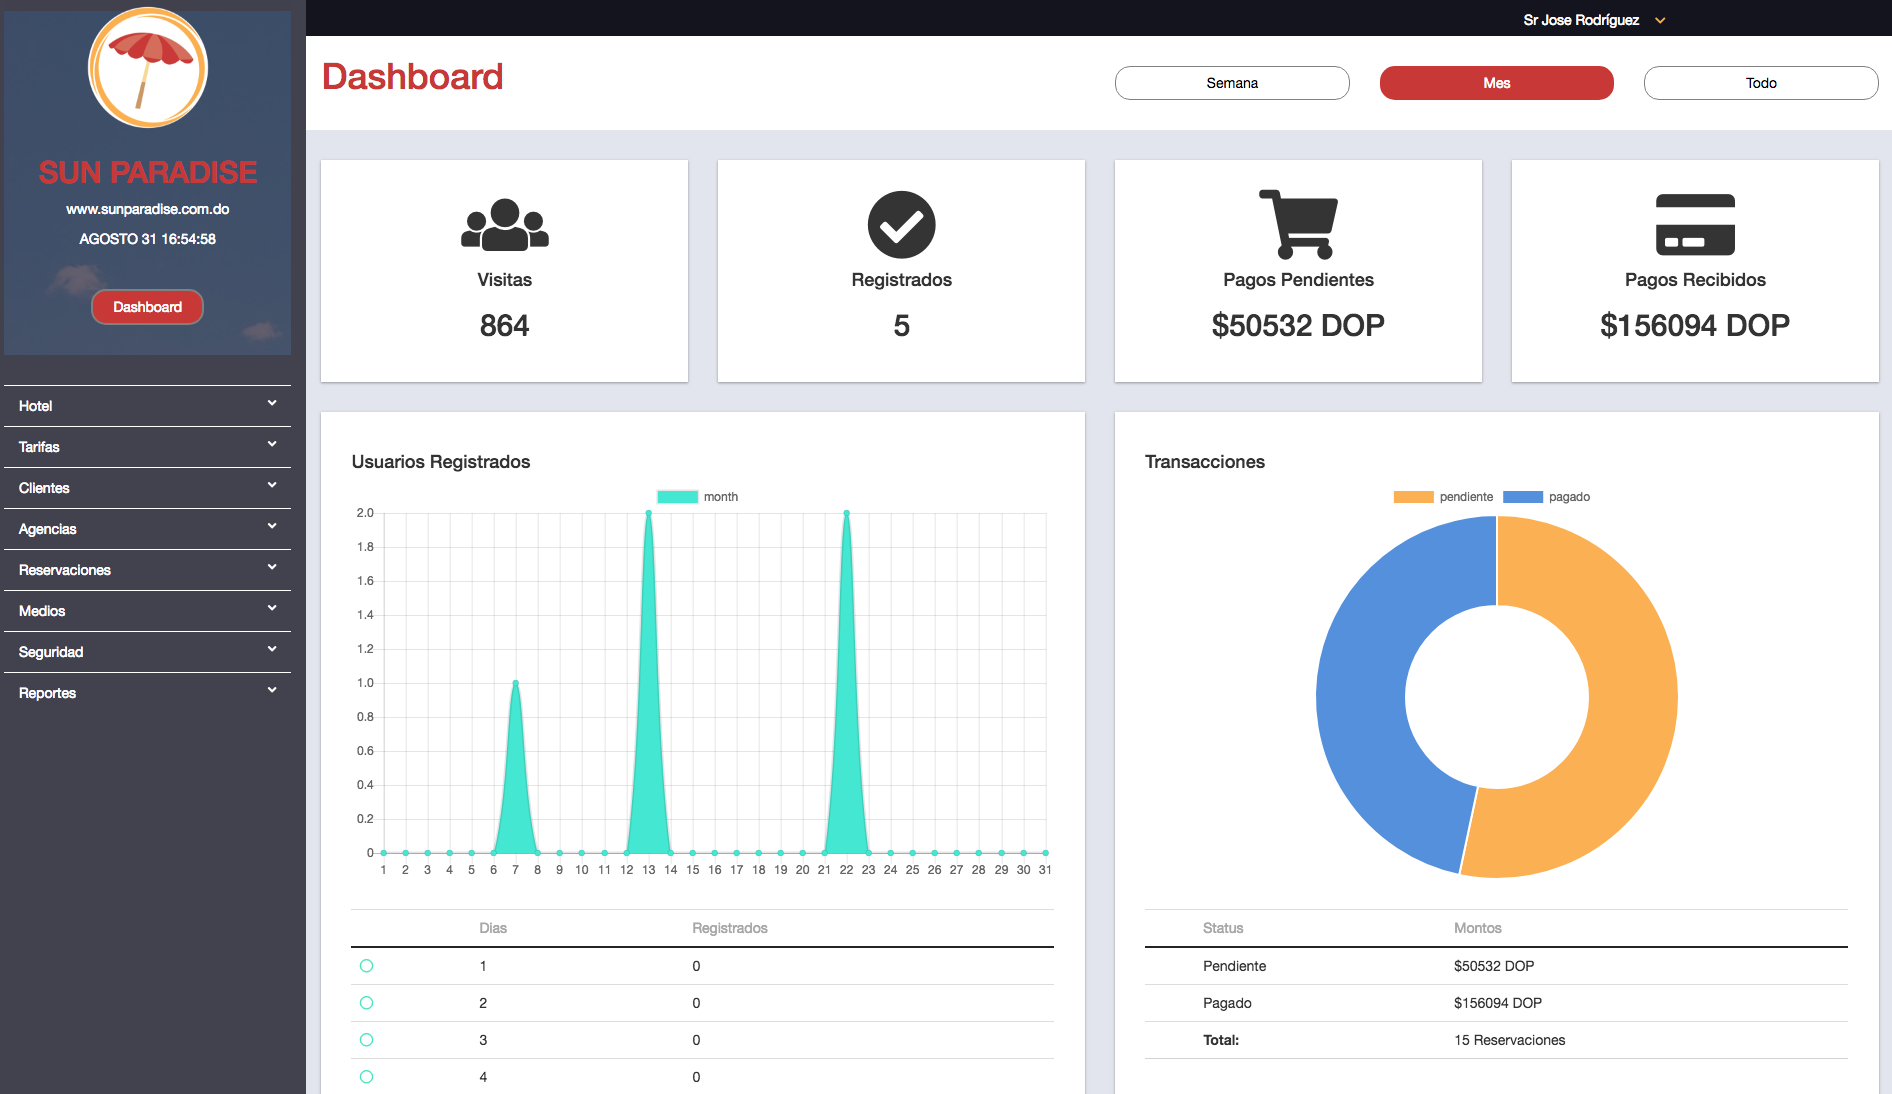 SUN PARADISE
www.sunparadise.com.do
AGOSTO 31 16:54:58
Dashboard
Hotel
Tarifas
Clientes
Agencias
Reservaciones
Medios
Seguridad
Reportes
Sr Jose Rodríguez
Dashboard
Semana Mes Todo
Visitas
864
Registrados
5
Pagos Pendientes
$50532 DOP
Pagos Recibidos
$156094 DOP
Usuarios Registrados
month
2.0
1.8
1.6
1.4
1.2
1.0
0.8
0.6
0.4
0.2
0
1 2 3 4 5 6 7 8 9 10 11 12 13 14 15 16 17 18 19 20 21 22 23 24 25 26 27 28 29 30 31
Dias Registrados
1 0
2 0
3 0
4 0
Transacciones
pendiente pagado
Status Montos
Pendiente $50532 DOP
Pagado $156094 DOP
Total: 15 Reservaciones